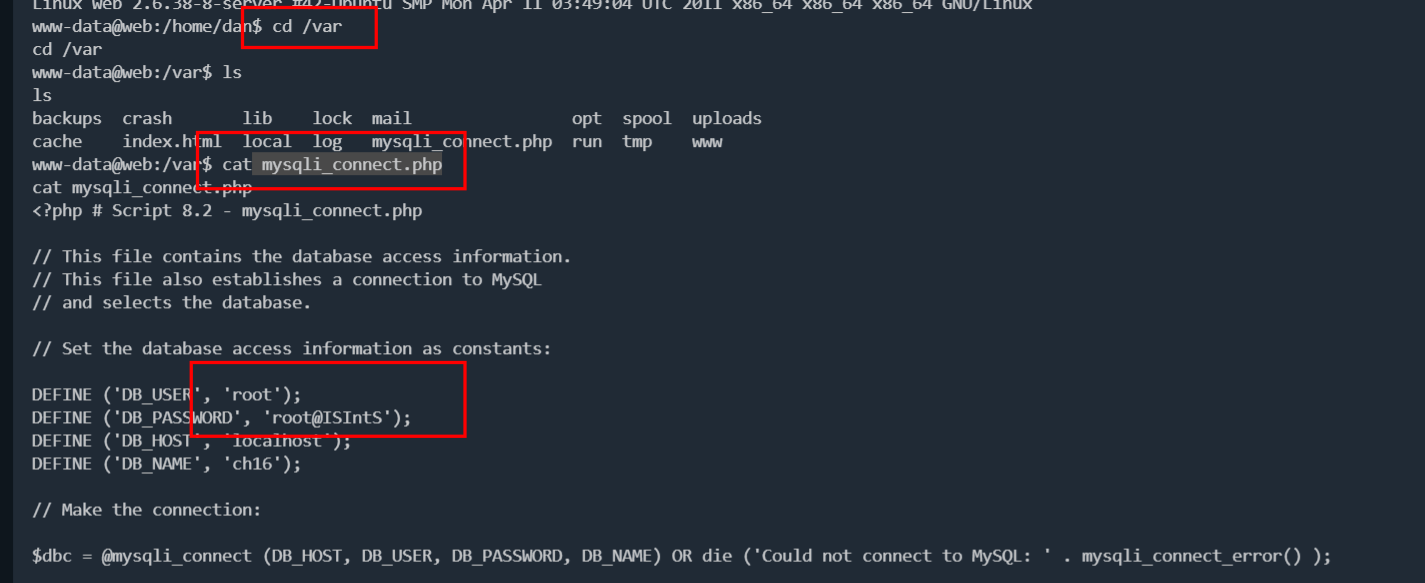 Linux web 2.6.38-8-server #42-Ubuntu SMP Mon Apr 11 03:49:04 UTC 2011 x86_64 x86_64 x86_64 GNU/Linux
www-data@web:/home/dan$ cd /var
cd /var
www-data@web:/var$ ls
ls
backups  crash       lib    lock  mail                opt  spool  uploads
cache    index.html  local  log   mysqli_connect.php  run  tmp    www
www-data@web:/var$ cat mysqli_connect.php
cat mysqli_connect.php
<?php # Script 8.2 - mysqli_connect.php
// This file contains the database access information.
// This file also establishes a connection to MySQL
// and selects the database.
// Set the database access information as constants:
DEFINE ('DB_USER', 'root');
DEFINE ('DB_PASSWORD', 'root@ISIntS');
DEFINE ('DB_HOST', 'localhost');
DEFINE ('DB_NAME', 'ch16');
// Make the connection:
$dbc = @mysqli_connect (DB_HOST, DB_USER, DB_PASSWORD, DB_NAME) OR die ('Could not connect to MySQL: ' . mysqli_connect_error() );